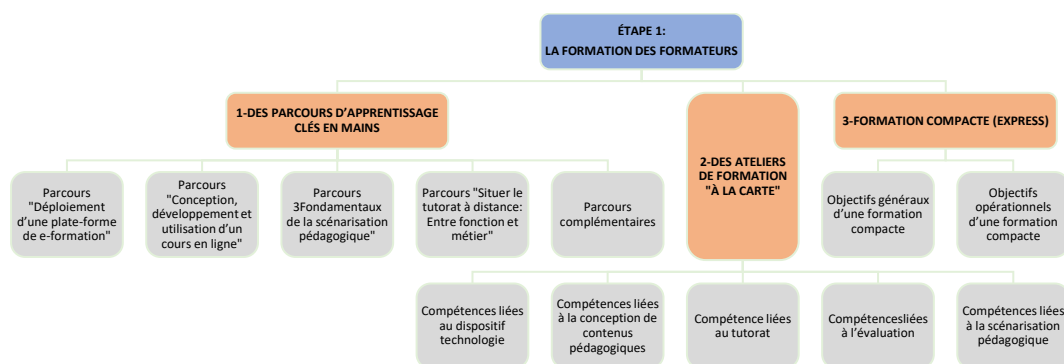 ÉTAPE 1:
LA FORMATION DES FORMATEURS
1-DES PARCOURS D'APPRENTISSAGE
CLÉS EN MAINS
2-DES ATELIERS
DE FORMATION
"À LA CARTE"
3-FORMATION COMPACTE (EXPRESS)
Parcours
"Déploiement
d'une plate-forme
de e-formation"
Parcours
"Conception,
développement et
utilisation d'un
cours en ligne"
Parcours
3Fondamentaux
de la scénarisation
pédagogique"
Parcours "Situer le
tutorat à distance:
Entre fonction et
métier"
Parcours
complémentaires
Objectifs généraux
d'une formation
compacte
Objectifs
opérationnels
d'une formation
compacte
Compétences liées
au dispositif
technologie
Compétences liées
à la conception de
contenus
pédagogiques
Compétence liées
au tutorat
Compétencesliées
à l'évaluation
Compétences liées
à la scénarisation
pédagogique